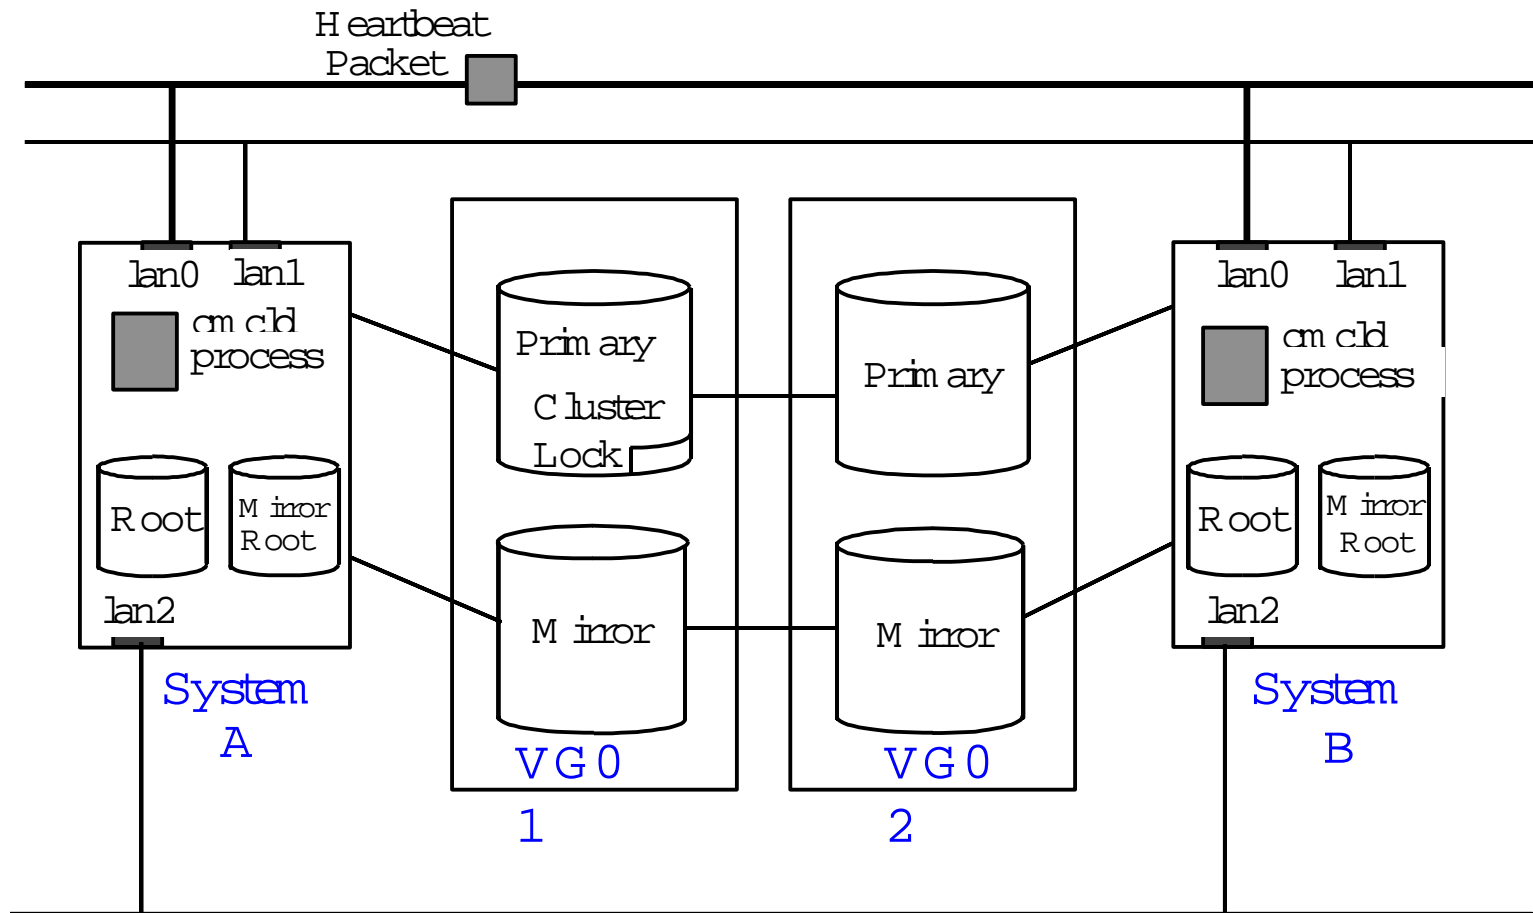 Heartbeat
Packet
lan0
lan1
cmcld
process
Root
Mirror
Root
lan2
System
A
Primary
Cluster
Lock
Mirror
VG0
1
Primary
Mirror
VG0
2
lan0
lan1
cmcld
process
Root
Mirror
Root
lan2
System
B